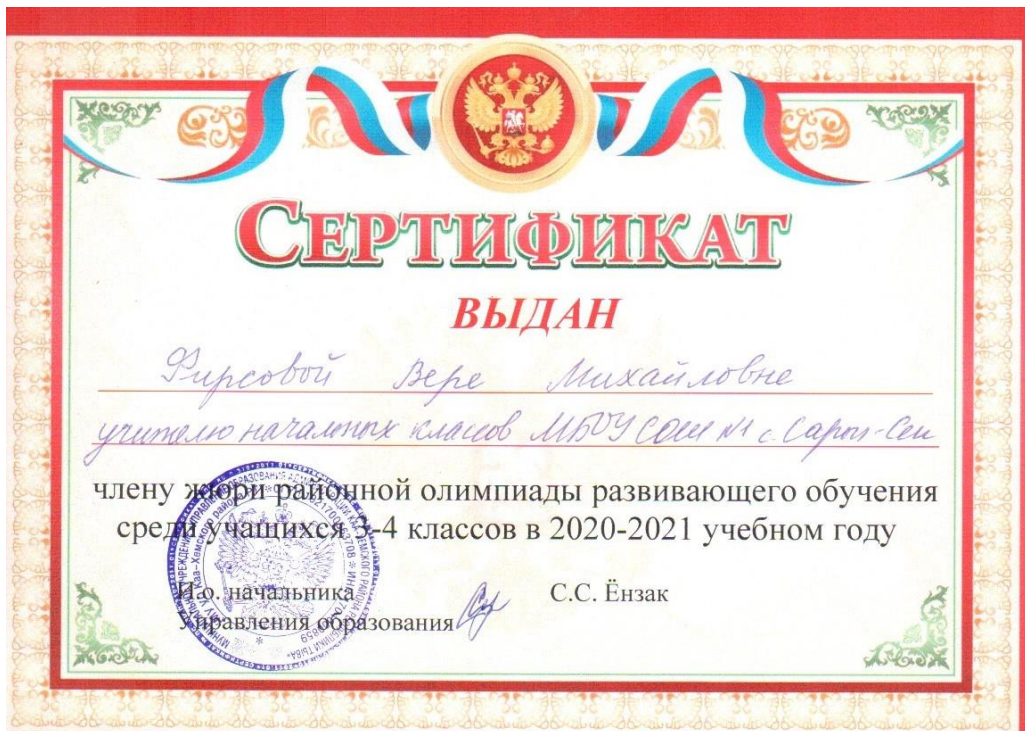 СЕРТИФИКАТ
ВЫДАН
Фирсовой Вере Михайловне
учителю начальных классов МБОУ СОШ №1 с. Сарыг-Сеп
члену жюри районной олимпиады развивающего обучения
среди учащихся 3-4 классов в 2020-2021 учебном году
И.о. начальника
Управления образования
С.С. Ёнзак